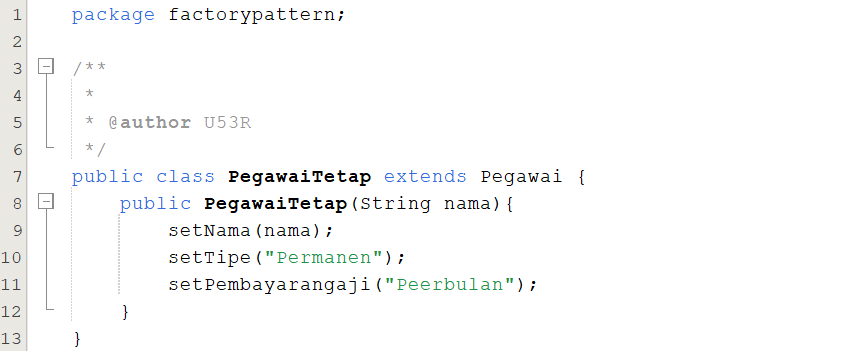 1 package factorypattern;
2
3 /**
4  *
5  * @author U53R
6  */
7 public class PegawaiTetap extends Pegawai {
8     public PegawaiTetap(String nama){
9         setNama(nama);
10         setTipe("Permanen");
11         setPembayarangaji("Peerbulan");
12     }
13 }